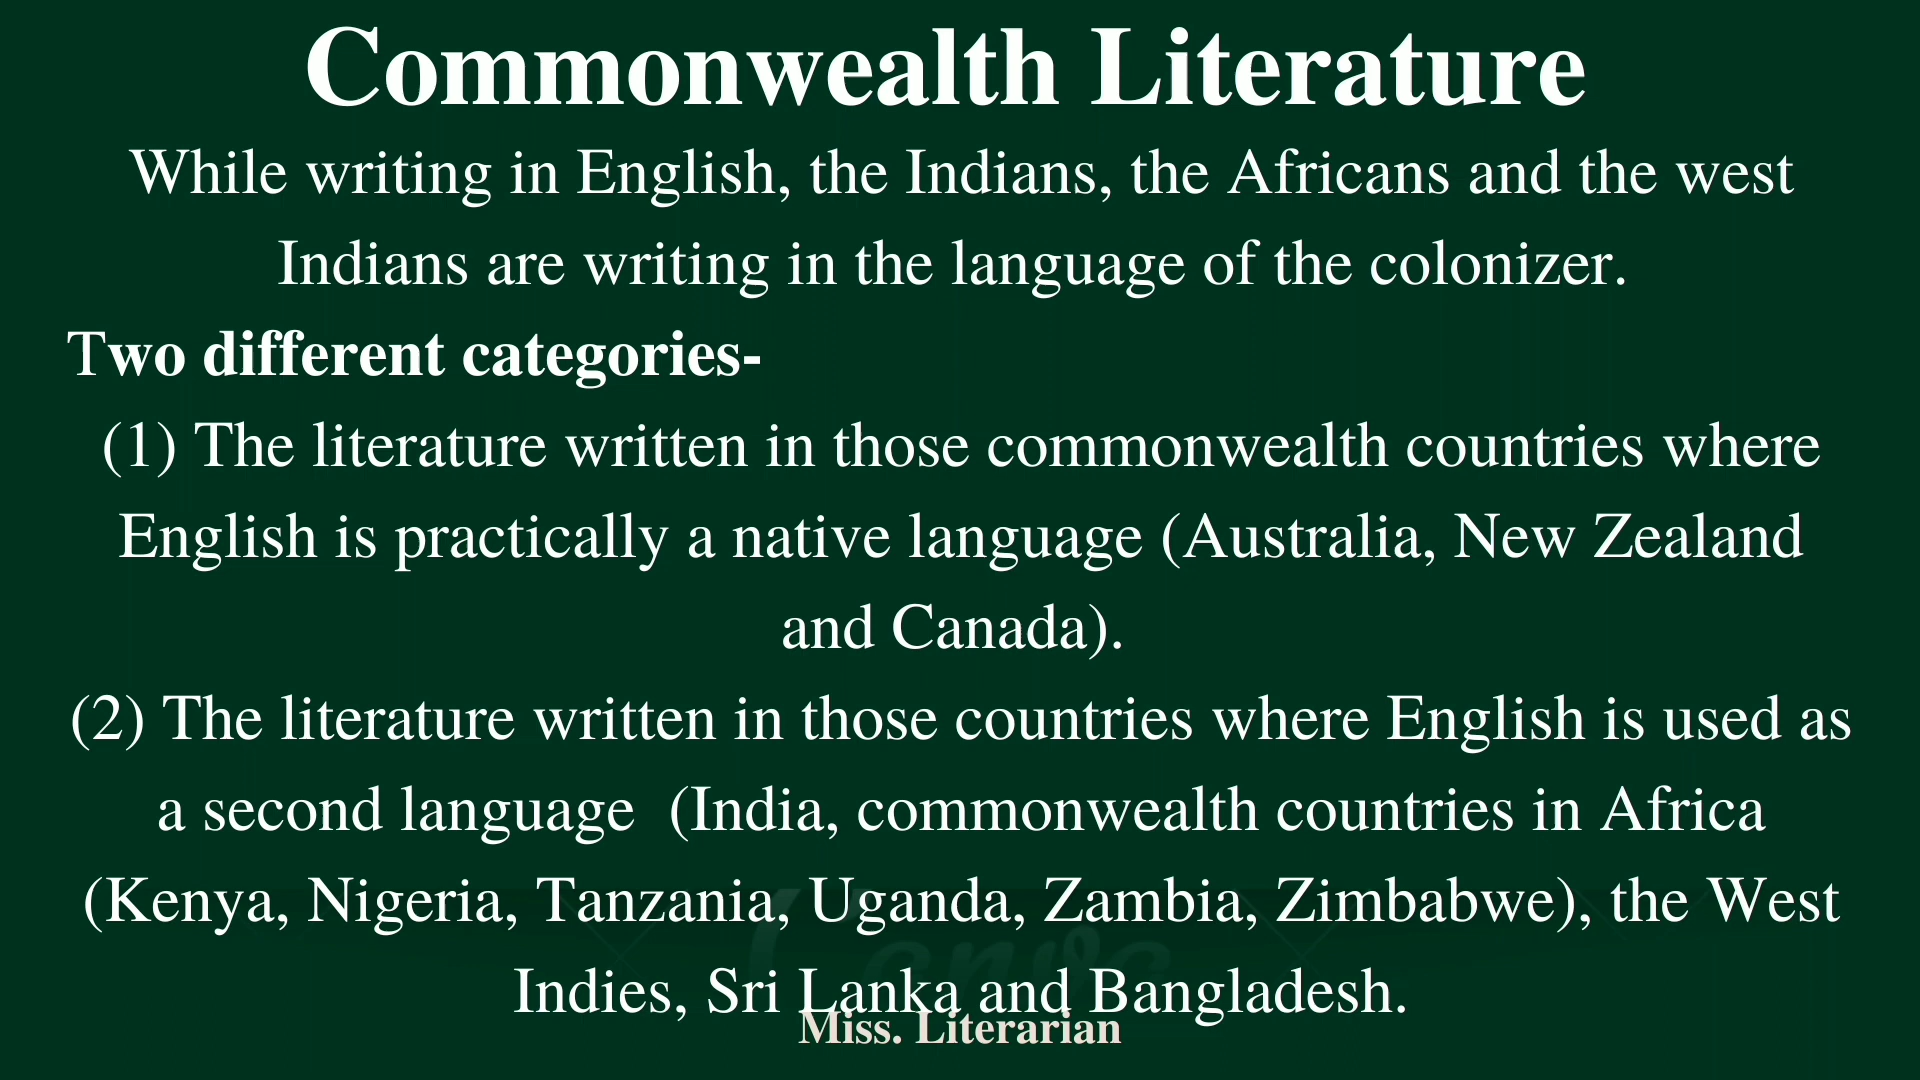 Commonwealth Literature
While writing in English, the Indians, the Africans and the west
Indians are writing in the language of the colonizer.
Two different categories-
(1) The literature written in those commonwealth countries where
English is practically a native language (Australia, New Zealand
and Canada).
(2) The literature written in those countries where English is used as
a second language  (India, commonwealth countries in Africa
(Kenya, Nigeria, Tanzania, Uganda, Zambia, Zimbabwe), the West
Indies, Sri Lanka and Bangladesh.
Canva
Miss. Literarian